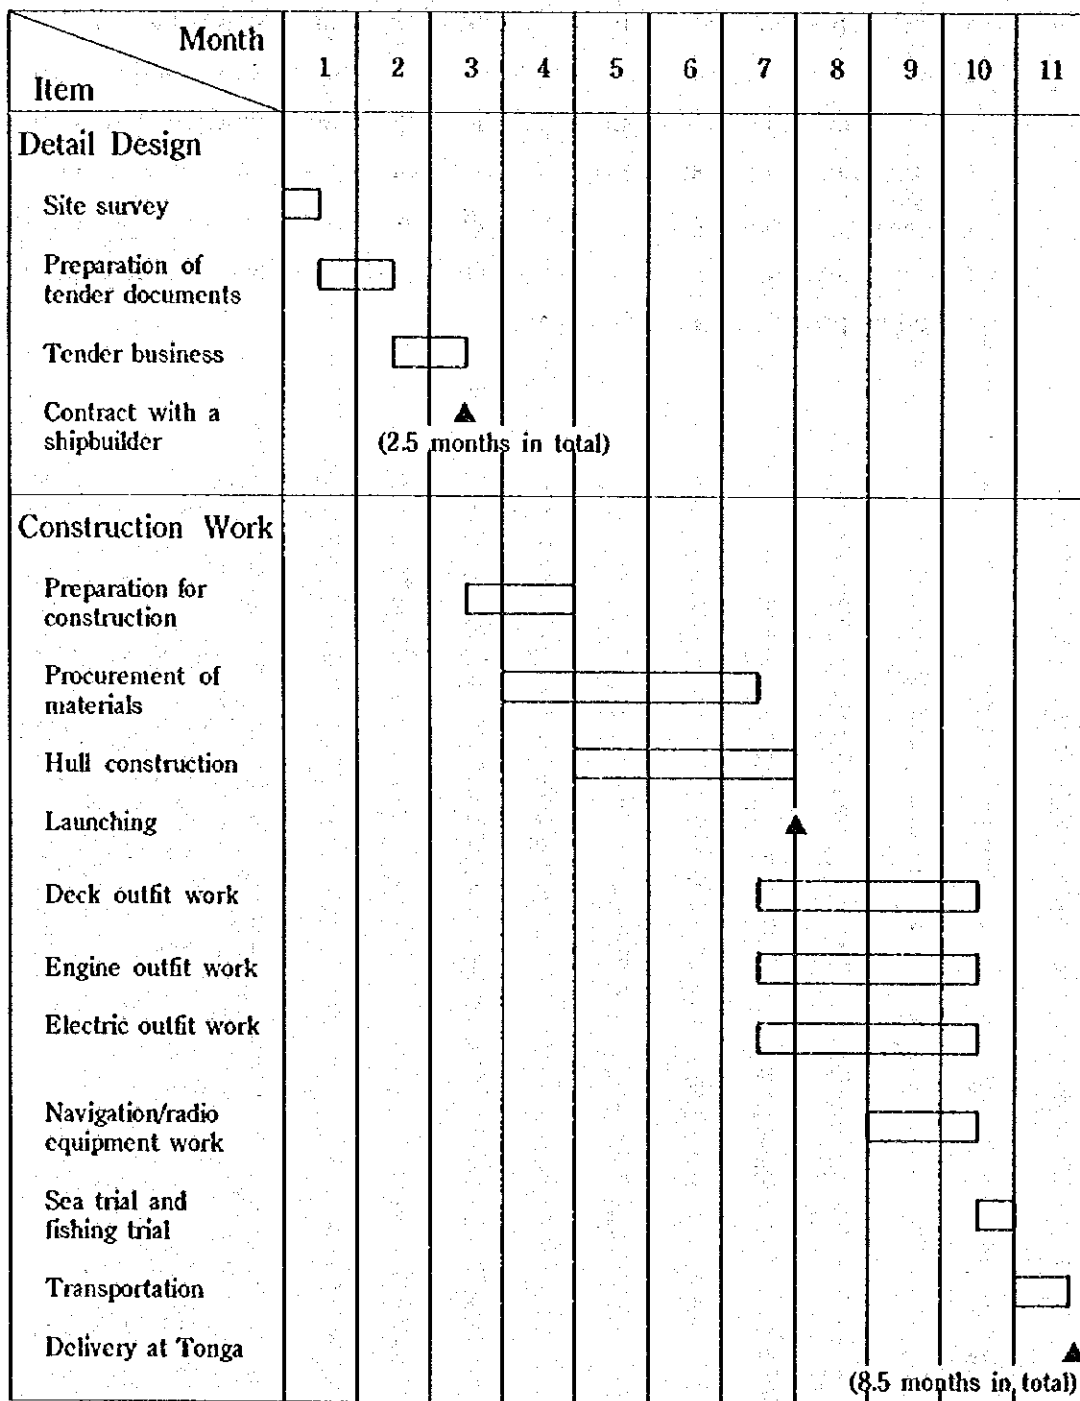 Month
Item
1 2 3 4 5 6 7 8 9 10 11
Detail Design
Site survey
Preparation of
tender documents
Tender business
Contract with a
shipbuilder
(2.5 months in total)
Construction Work
Preparation for
construction
Procurement of
materials
Hull construction
Launching
Deck outfit work
Engine outfit work
Electric outfit work
Navigation/radio
equipment work
Sea trial and
fishing trial
Transportation
Delivery at Tonga
(8.5 months in total)